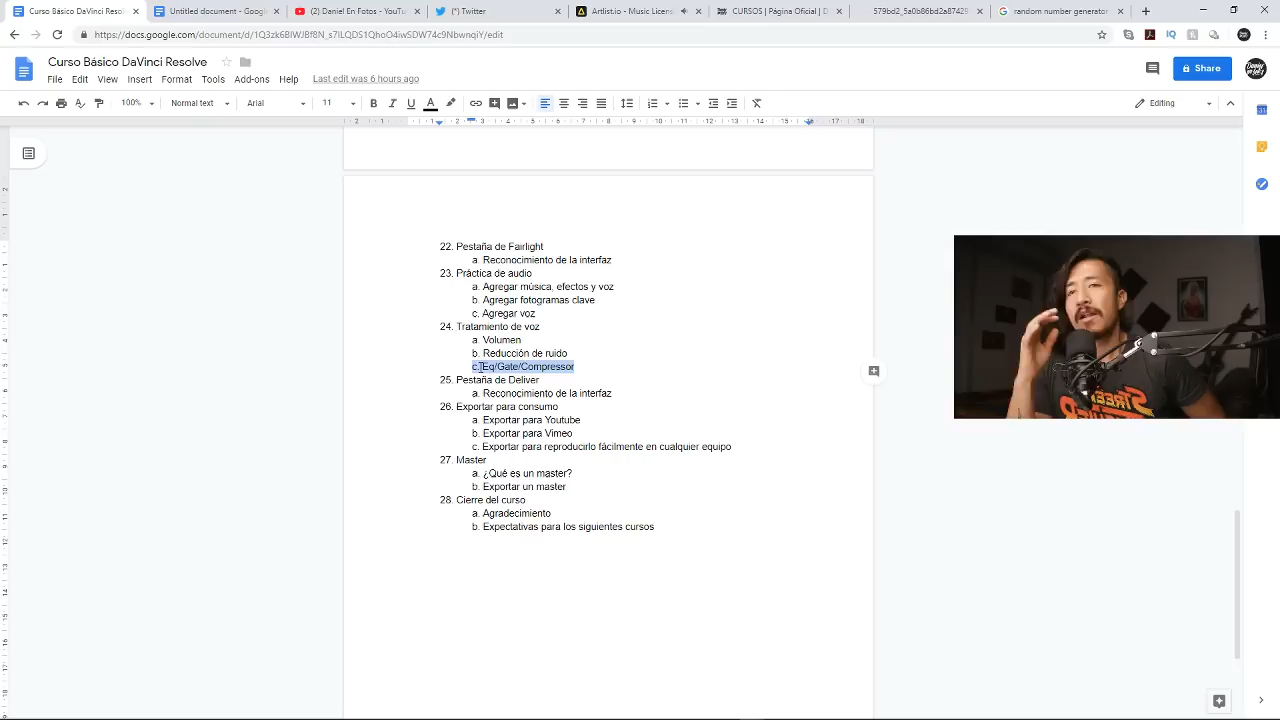 Curso Básico DaVinci Resol
Untitled document - Google
(2) Daniel En Fotos - YouTu
(7) Twitter
Artlist.io - Music Licens
CURSOS | Página Oficial | D
579bd2_5a0b86bd2a87429
random number generator
https://docs.google.com/document/d/1Q3zk6BlWJBf8N_s7lLQDS1QhoO4iwSDW74c9NbwnqiY/edit
Curso Básico DaVinci Resolve
File Edit View Insert Format Tools Add-ons Help Last edit was 6 hours ago
Share
100% Normal text Arial 11 Editing
22. Pestaña de Fairlight
a. Reconocimiento de la interfaz
23. Práctica de audio
a. Agregar música, efectos y voz
b. Agregar fotogramas clave
c. Agregar voz
24. Tratamiento de voz
a. Volumen
b. Reducción de ruido
c. Eq/Gate/Compressor
25. Pestaña de Deliver
a. Reconocimiento de la interfaz
26. Exportar para consumo
a. Exportar para Youtube
b. Exportar para Vimeo
c. Exportar para reproducirlo fácilmente en cualquier equipo
27. Master
a. ¿Qué es un master?
b. Exportar un master
28. Cierre del curso
a. Agradecimiento
b. Expectativas para los siguientes cursos